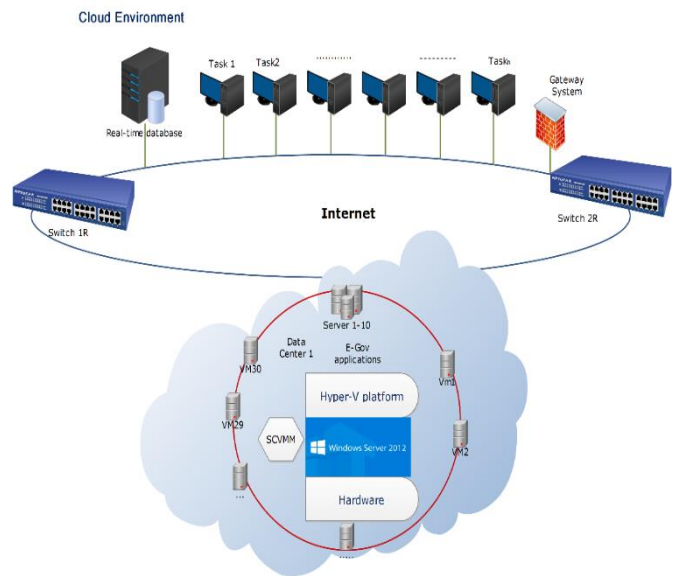 Cloud Environment
Task 1
Task2
..........
----------
Taskn
Gateway
System
Real-time database
Switch 1R
Internet
Switch 2R
Server 1-10
Data
Center 1
E-Gov
applications
VM30
Vm1
Hyper-V platform
VM29
SCVMM
Windows Server 2012
VM2
...
Hardware
.....